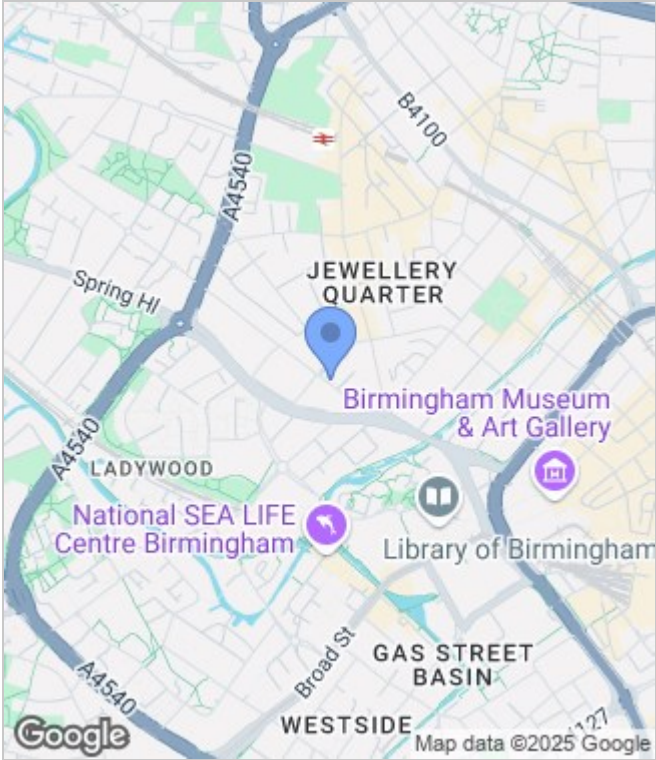 B4100
A4540
JEWELLERY
QUARTER
Spring Hl
Birmingham Museum
& Art Gallery
A4540
LADYWOOD
National SEA LIFE
Centre Birmingham
Library of Birmingham
Broad St
GAS STREET
BASIN
A4540
WESTSIDE
Google
Map data ©2025 Google